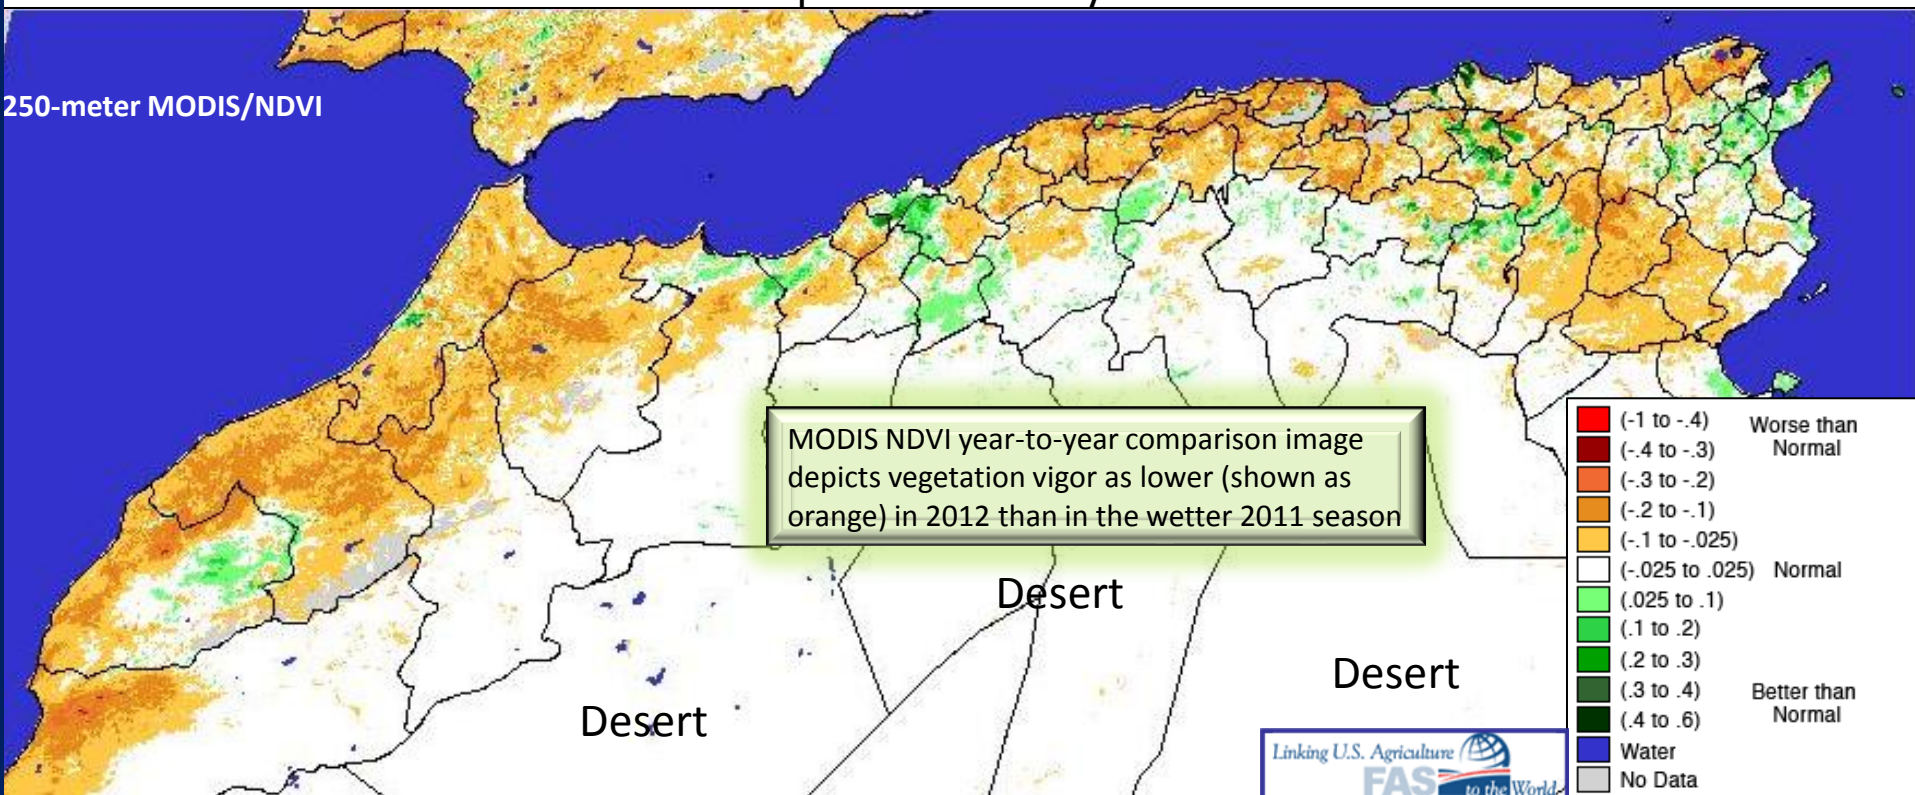 250-meter MODIS/NDVI
MODIS NDVI year-to-year comparison image
depicts vegetation vigor as lower (shown as
orange) in 2012 than in the wetter 2011 season
Desert
Desert
Desert
(-1 to -.4)
Worse than
Normal
(-.4 to -.3)
(-.3 to -.2)
(-.2 to -.1)
(-.1 to -.025)
(-.025 to .025) Normal
(.025 to .1)
(.1 to .2)
(.2 to .3)
(.3 to .4)
Better than
Normal
(.4 to .6)
Water
No Data
Linking U.S. Agriculture
FAS to the World